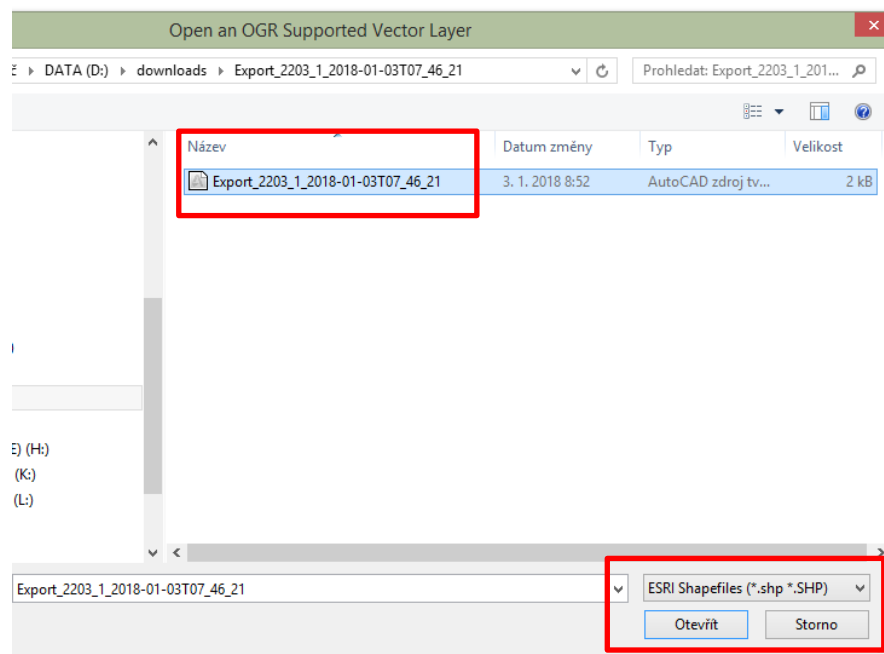 Open an OGR Supported Vector Layer
DATA (D:) downloads Export_2203_1_2018-01-03T07_46_21
Prohledat: Export_2203_1_201...
Název Datum změny Typ Velikost
Export_2203_1_2018-01-03T07_46_21 3. 1. 2018 8:52 AutoCAD zdroj tv... 2 kB
E) (H:)
(K:)
(L:)
Export_2203_1_2018-01-03T07_46_21
ESRI Shapefiles (*.shp *.SHP)
Otevřít Storno